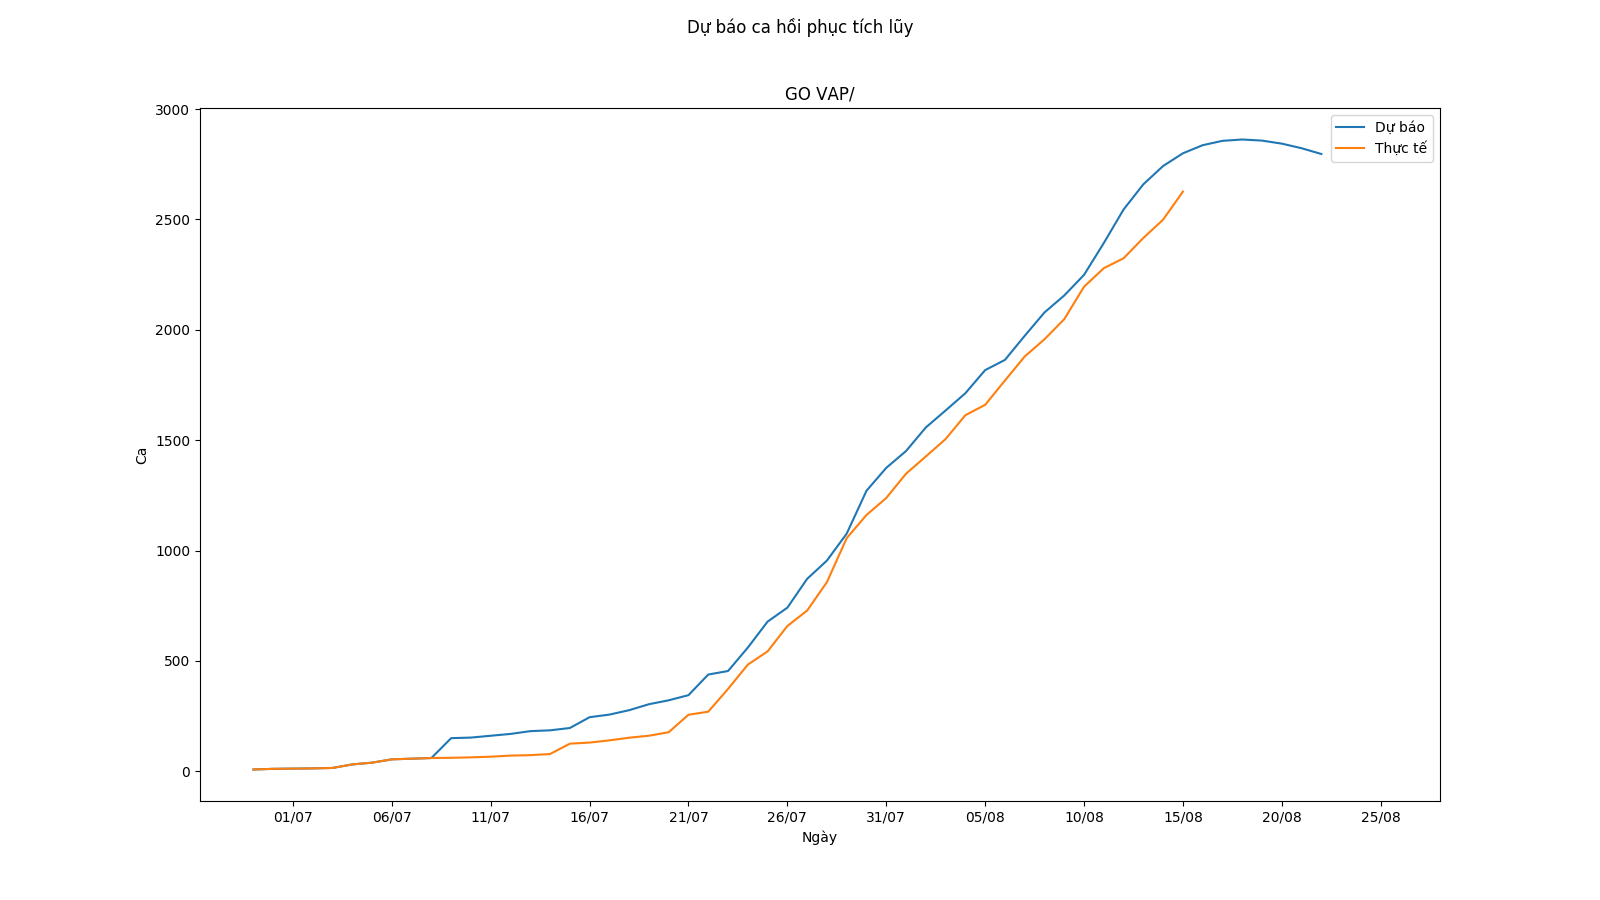 Dự báo ca hồi phục tích lũy
GO VAP/
3000
2500
2000
1500
1000
500
0
Ca
Dự báo
Thực tế
01/07 06/07 11/07 16/07 21/07 26/07 31/07 05/08 10/08 15/08 20/08 25/08
Ngày